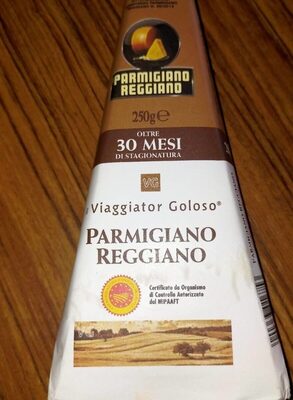 PARMIGIANO
REGGIANO
250g℮
OLTRE
30 MESI
DI STAGIONATURA
VG
Viaggiator Goloso®
PARMIGIANO
REGGIANO
Certificato da Organismo
di Controllo Autorizzato
dal MIPAAFT